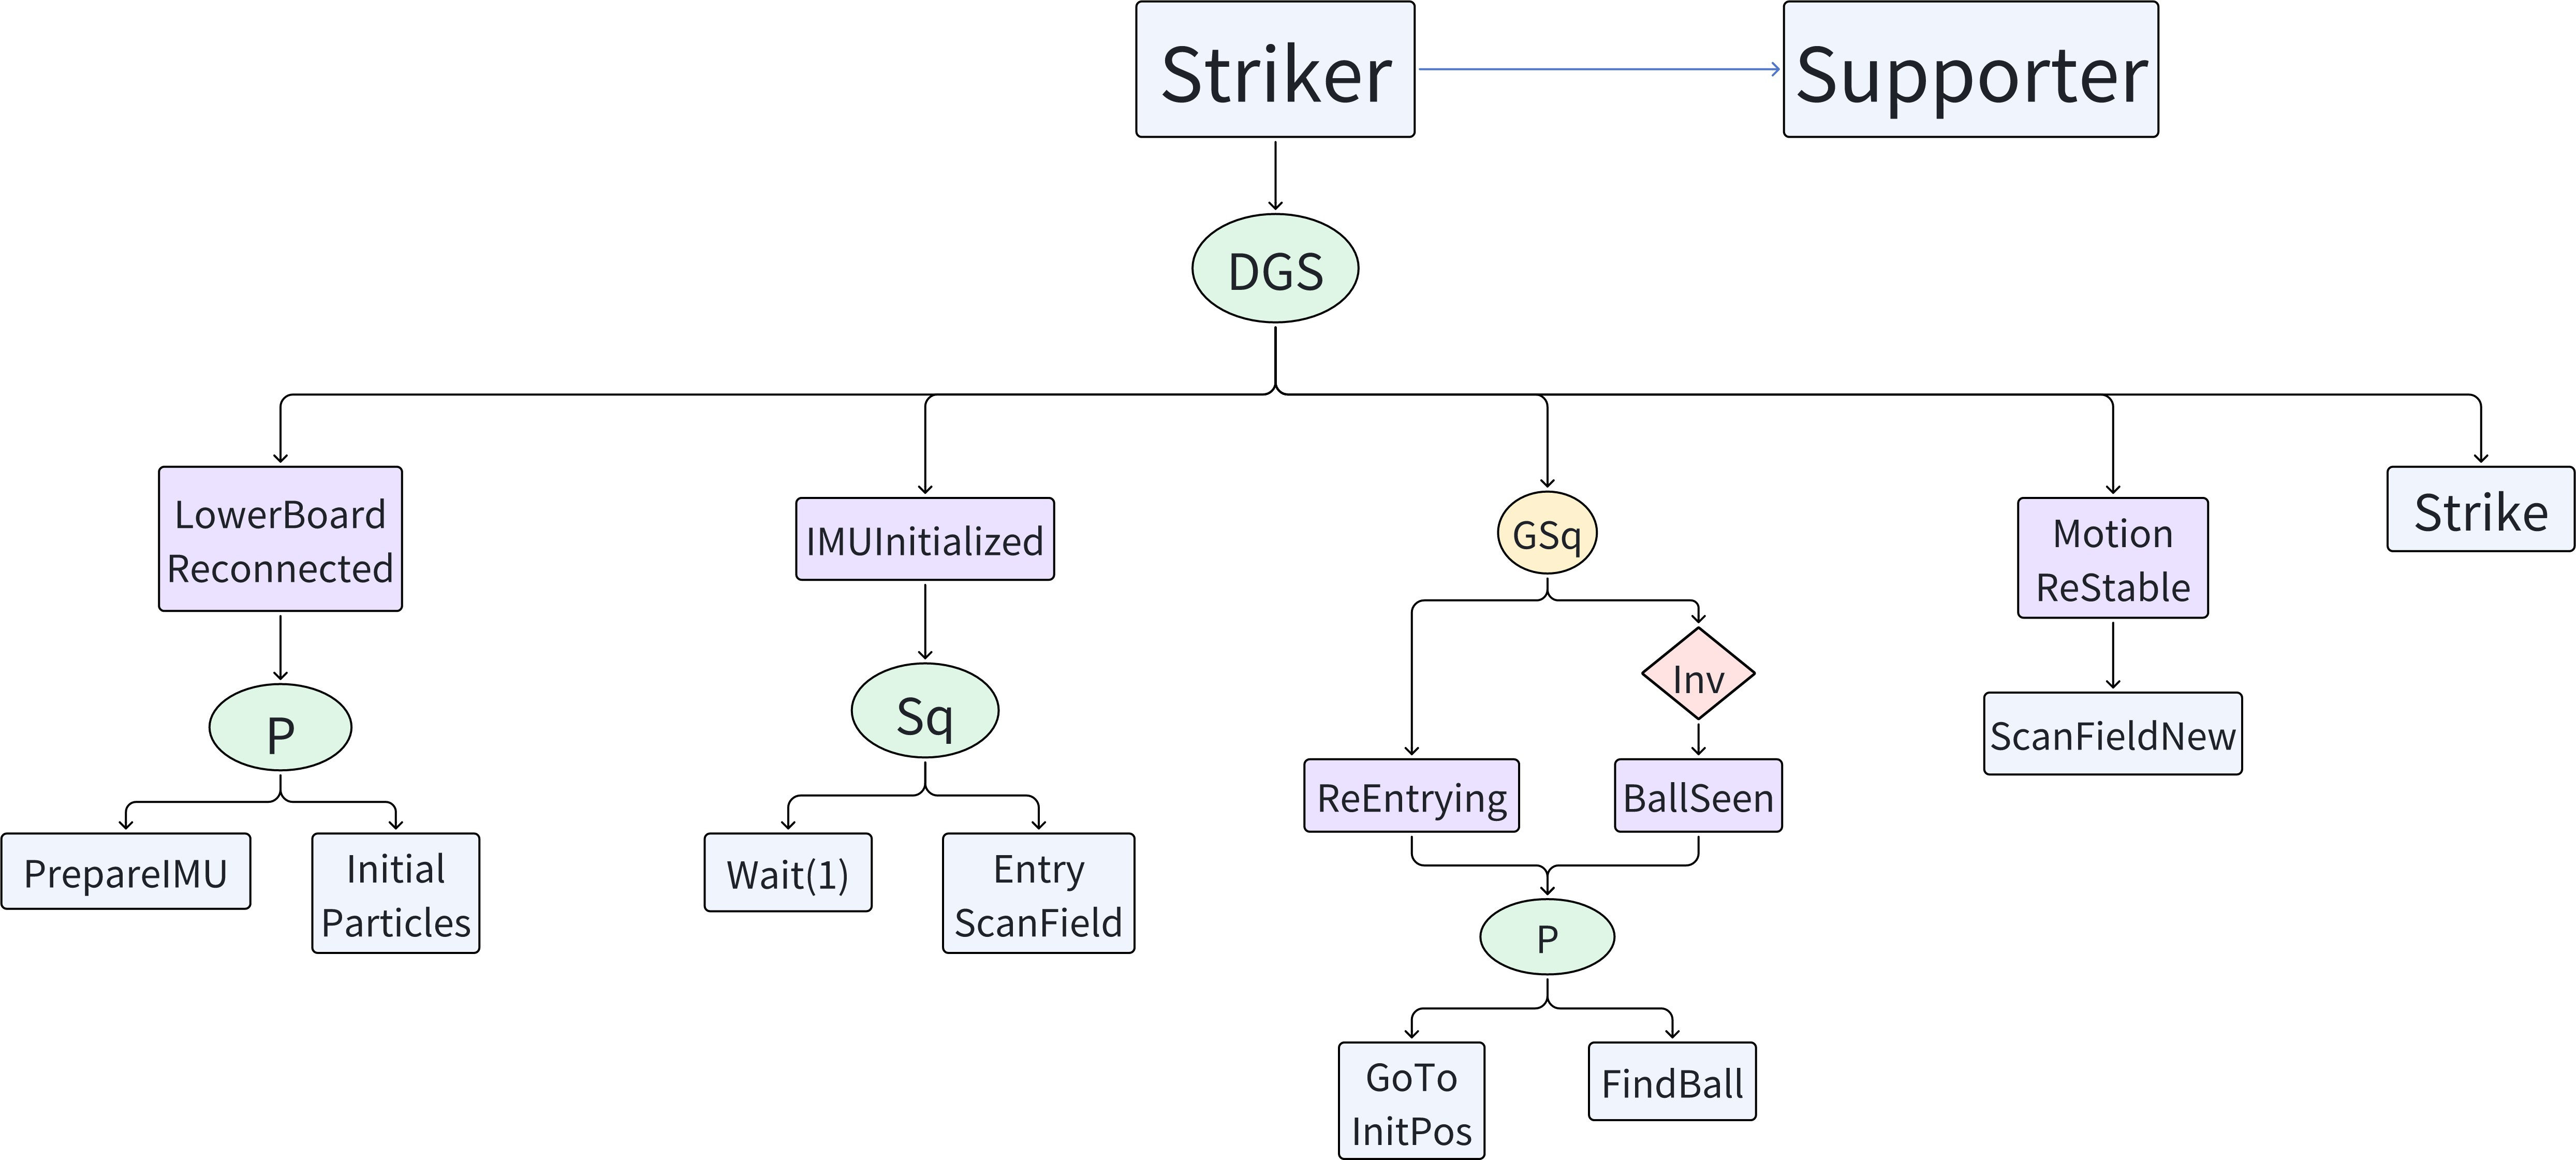 Striker
Supporter
DGS
LowerBoard
Reconnected
IMUInitialized
GSq
Motion
ReStable
Strike
P
Sq
Inv
ScanFieldNew
PrepareIMU
Initial
Particles
Wait(1)
Entry
ScanField
ReEntrying
BallSeen
P
GoTo
InitPos
FindBall